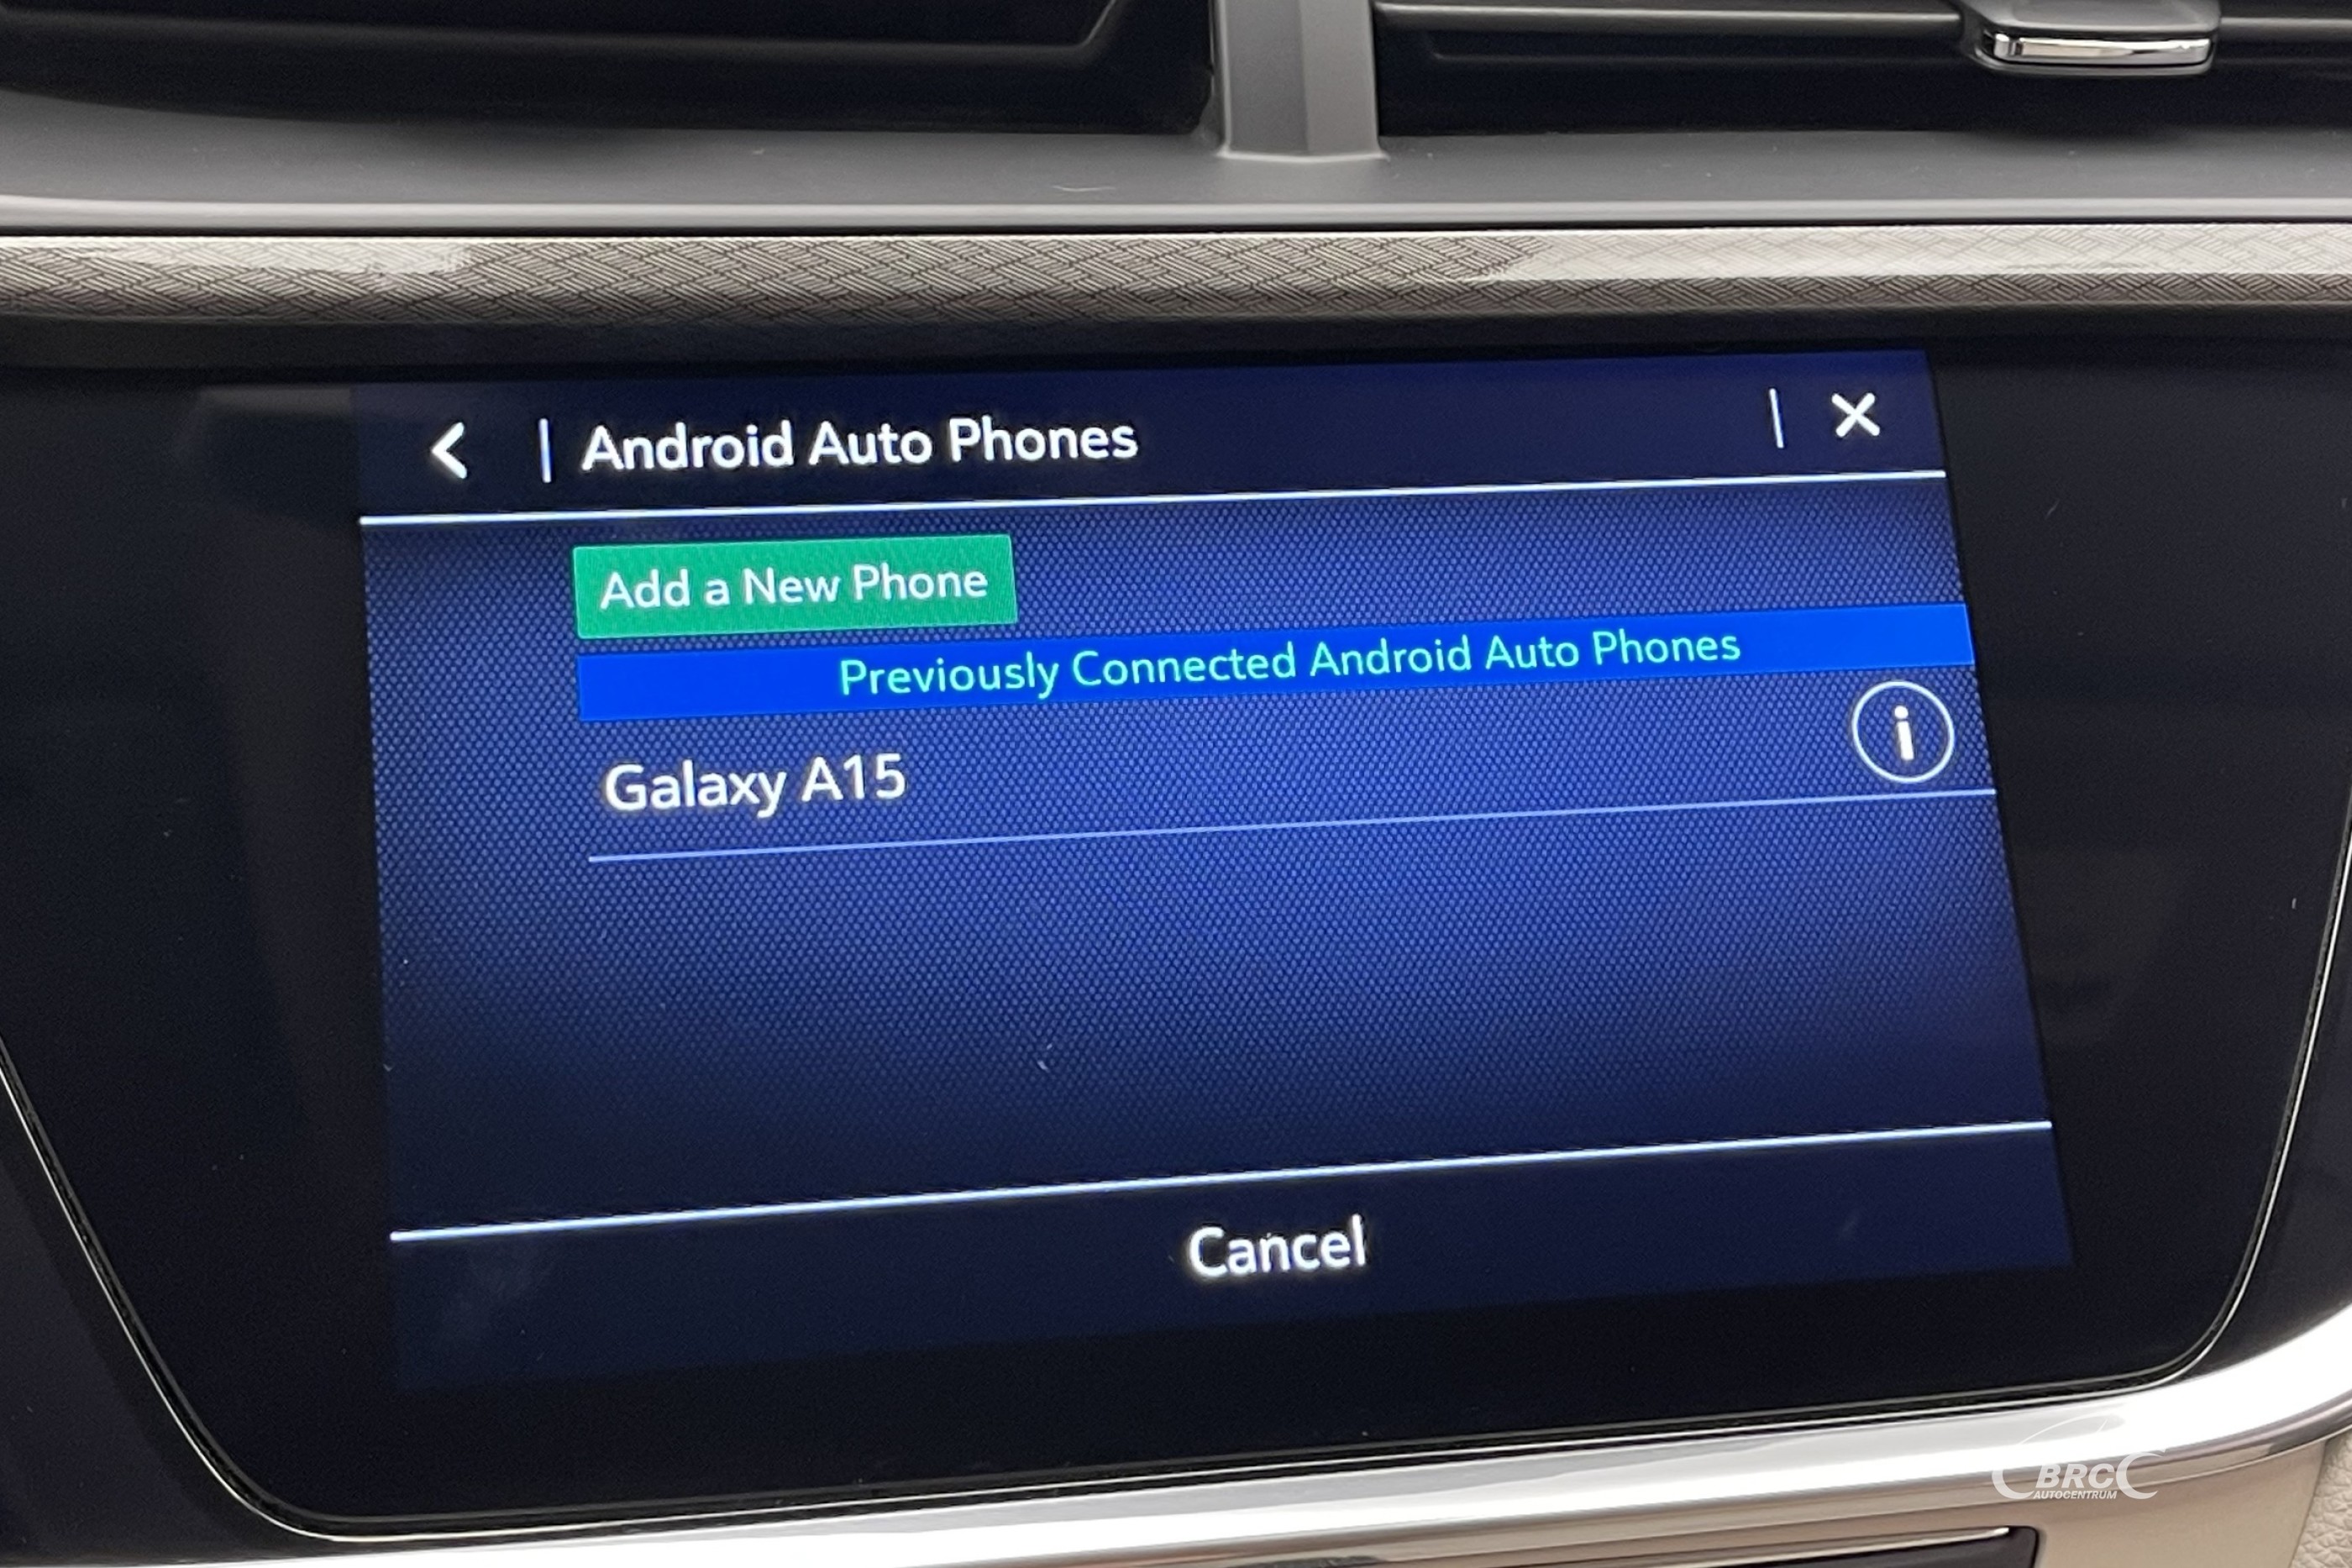 Android Auto Phones
Add a New Phone
Previously Connected Android Auto Phones
Galaxy A15
Cancel
BRC
AUTOCENTRUM